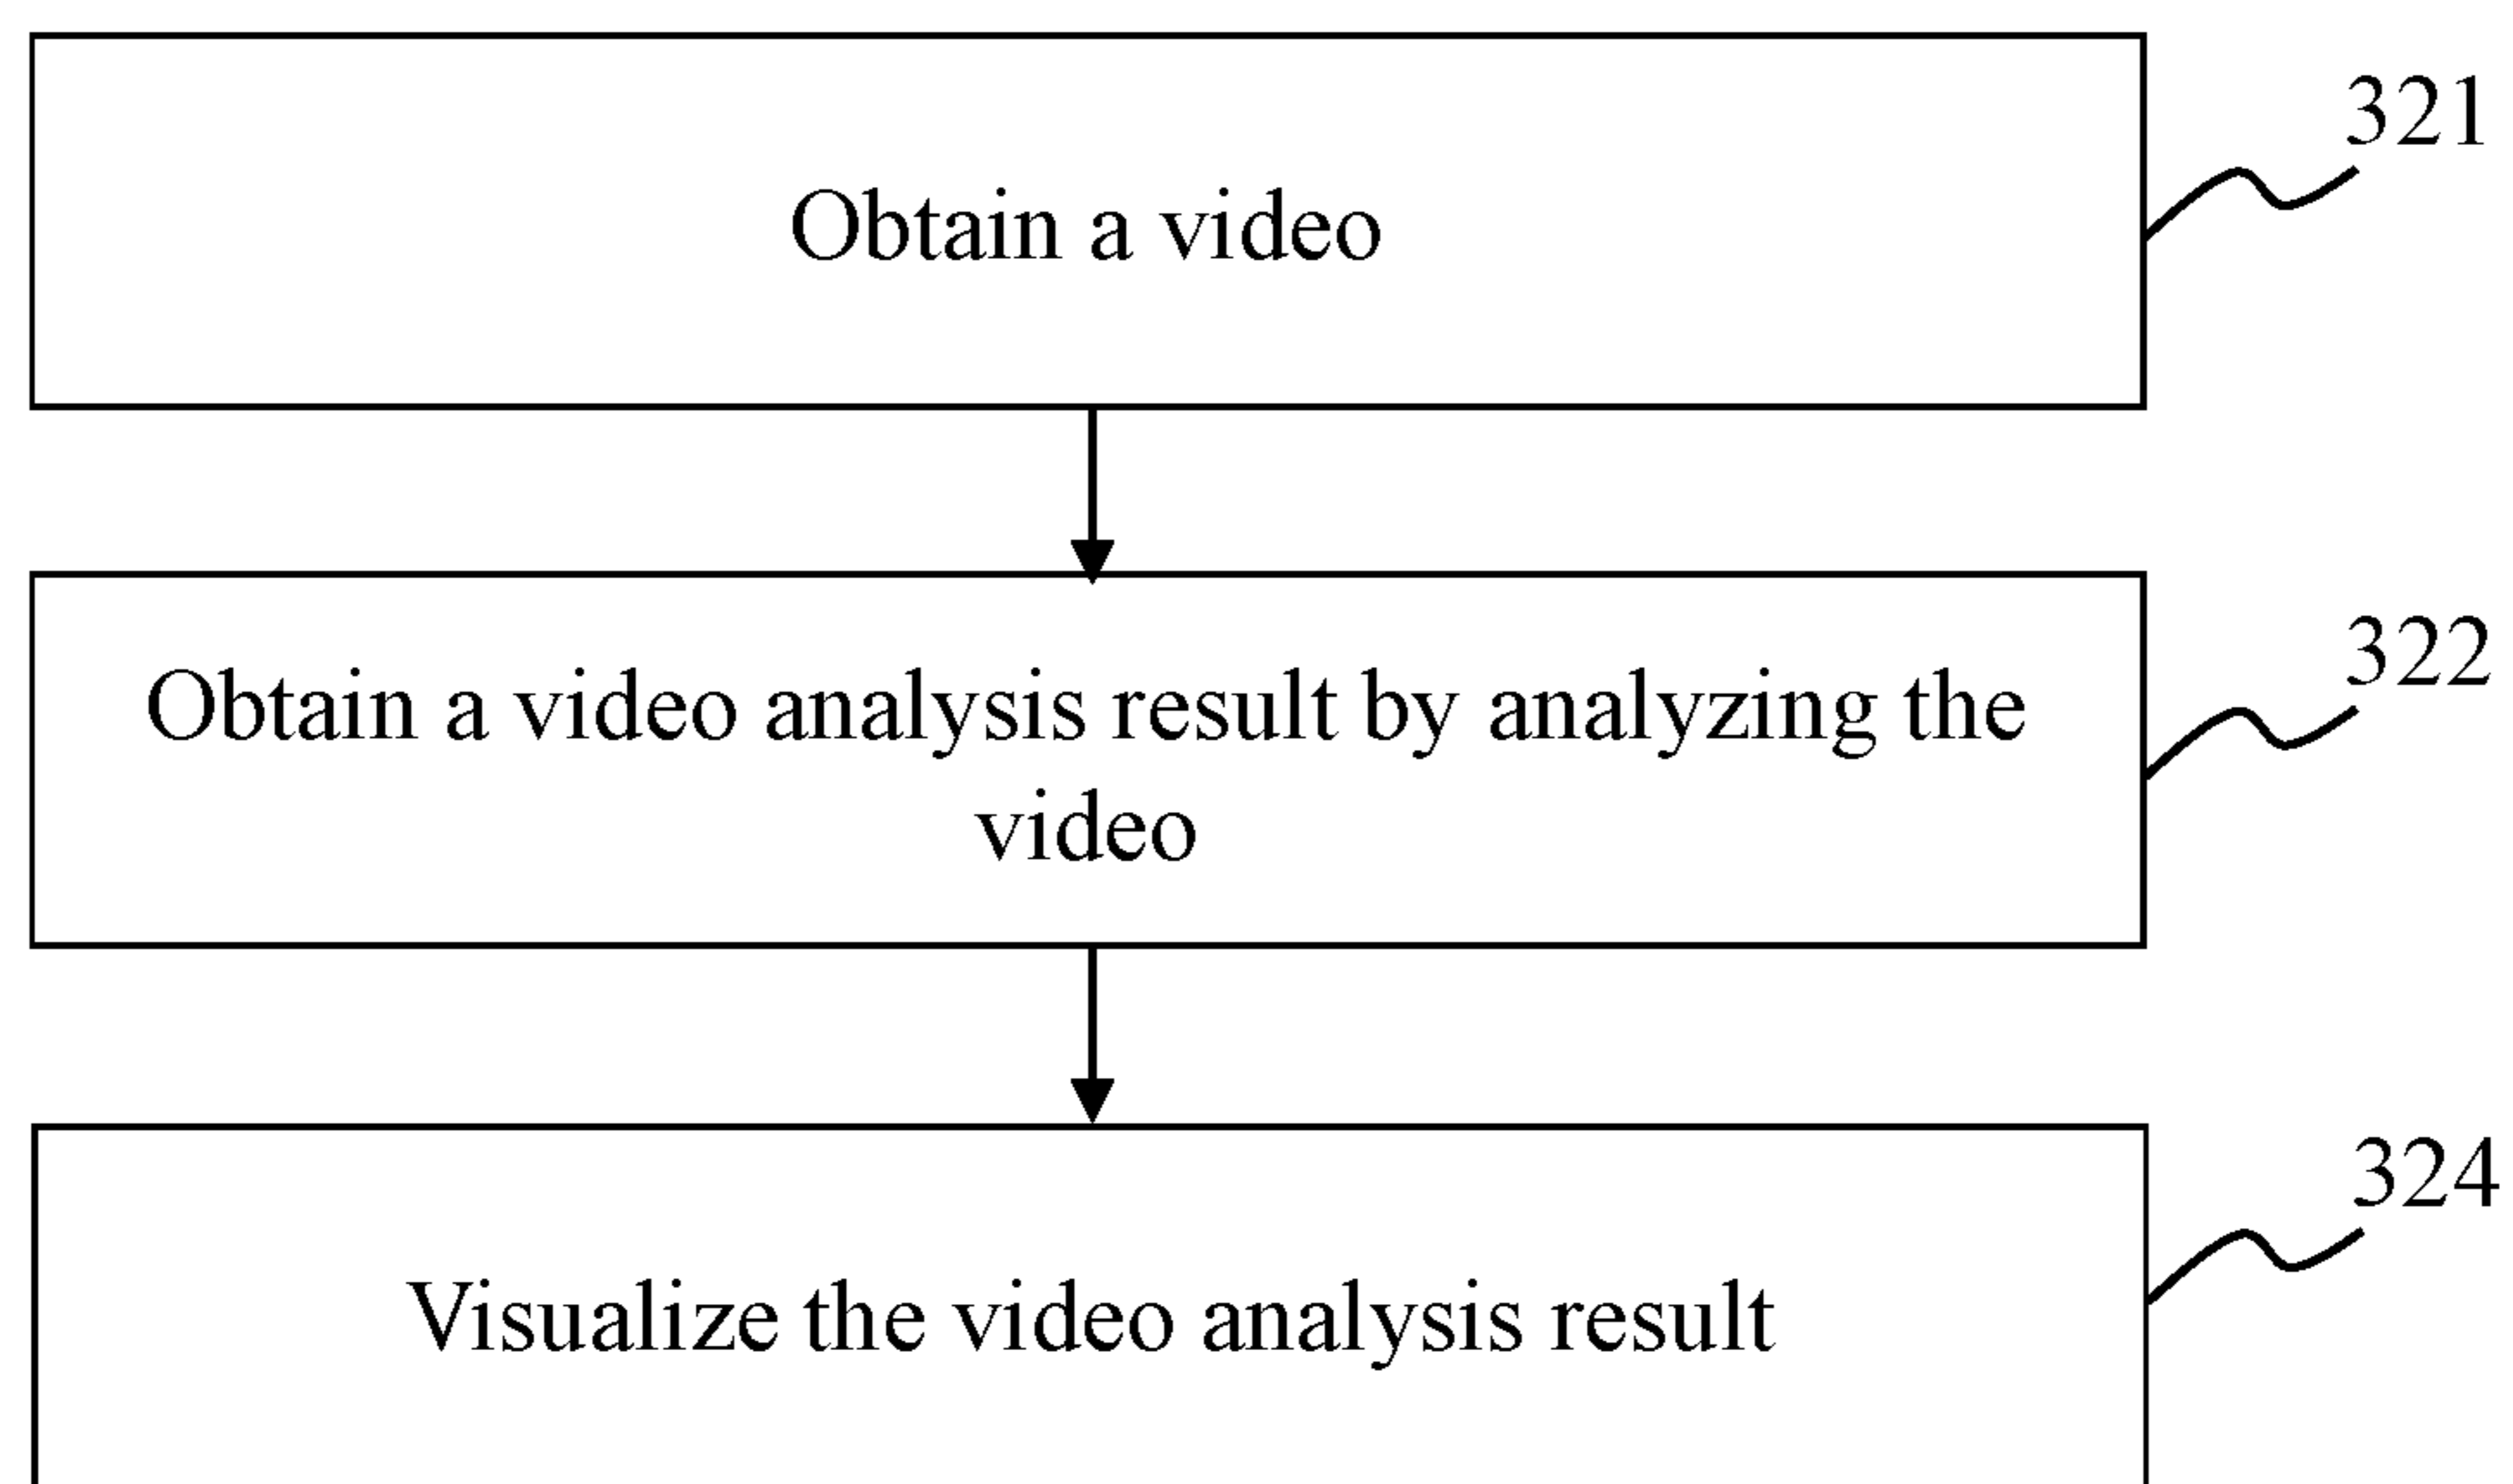 321
Obtain a video
322
Obtain a video analysis result by analyzing the
video
324
Visualize the video analysis result